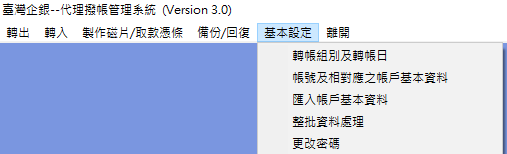 臺灣企銀--代理撥帳管理系統 (Version 3.0)
轉出 轉入 製作磁片/取款憑條 備份/回復 基本設定 離開
轉帳組別及轉帳日
帳號及相對應之帳戶基本資料
匯入帳戶基本資料
整批資料處理
更改密碼